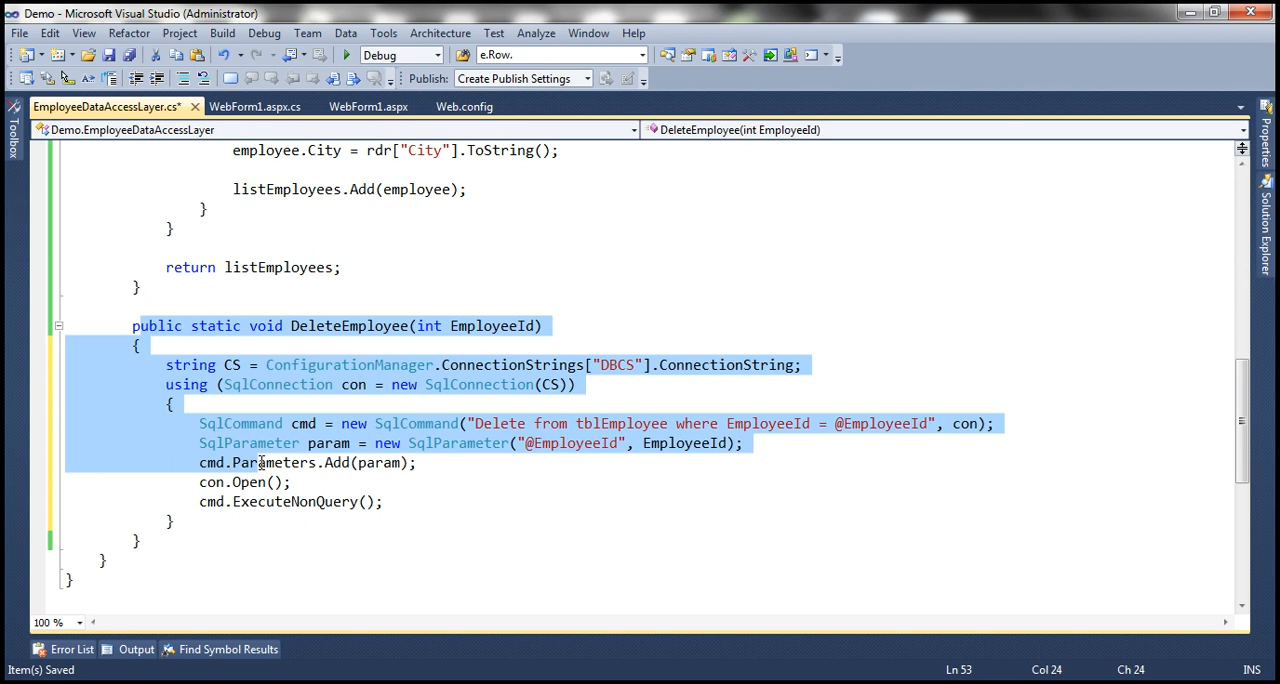 Demo - Microsoft Visual Studio (Administrator)
File Edit View Refactor Project Build Debug Team Data Tools Architecture Test Analyze Window Help
Debug e.Row.
Publish: Create Publish Settings
EmployeeDataAccessLayer.cs* WebForm1.aspx.cs WebForm1.aspx Web.config
Demo.EmployeeDataAccessLayer DeleteEmployee(int EmployeeId)
Toolbox
Properties
Solution Explorer
employee.City = rdr["City"].ToString();
listEmployees.Add(employee);
}
}
return listEmployees;
}
public static void DeleteEmployee(int EmployeeId)
{
string CS = ConfigurationManager.ConnectionStrings["DBCS"].ConnectionString;
using (SqlConnection con = new SqlConnection(CS))
{
SqlCommand cmd = new SqlCommand("Delete from tblEmployee where EmployeeId = @EmployeeId", con);
SqlParameter param = new SqlParameter("@EmployeeId", EmployeeId);
cmd.Parameters.Add(param);
con.Open();
cmd.ExecuteNonQuery();
}
}
}
}
100 %
Error List Output Find Symbol Results
Item(s) Saved Ln 53 Col 24 Ch 24 INS